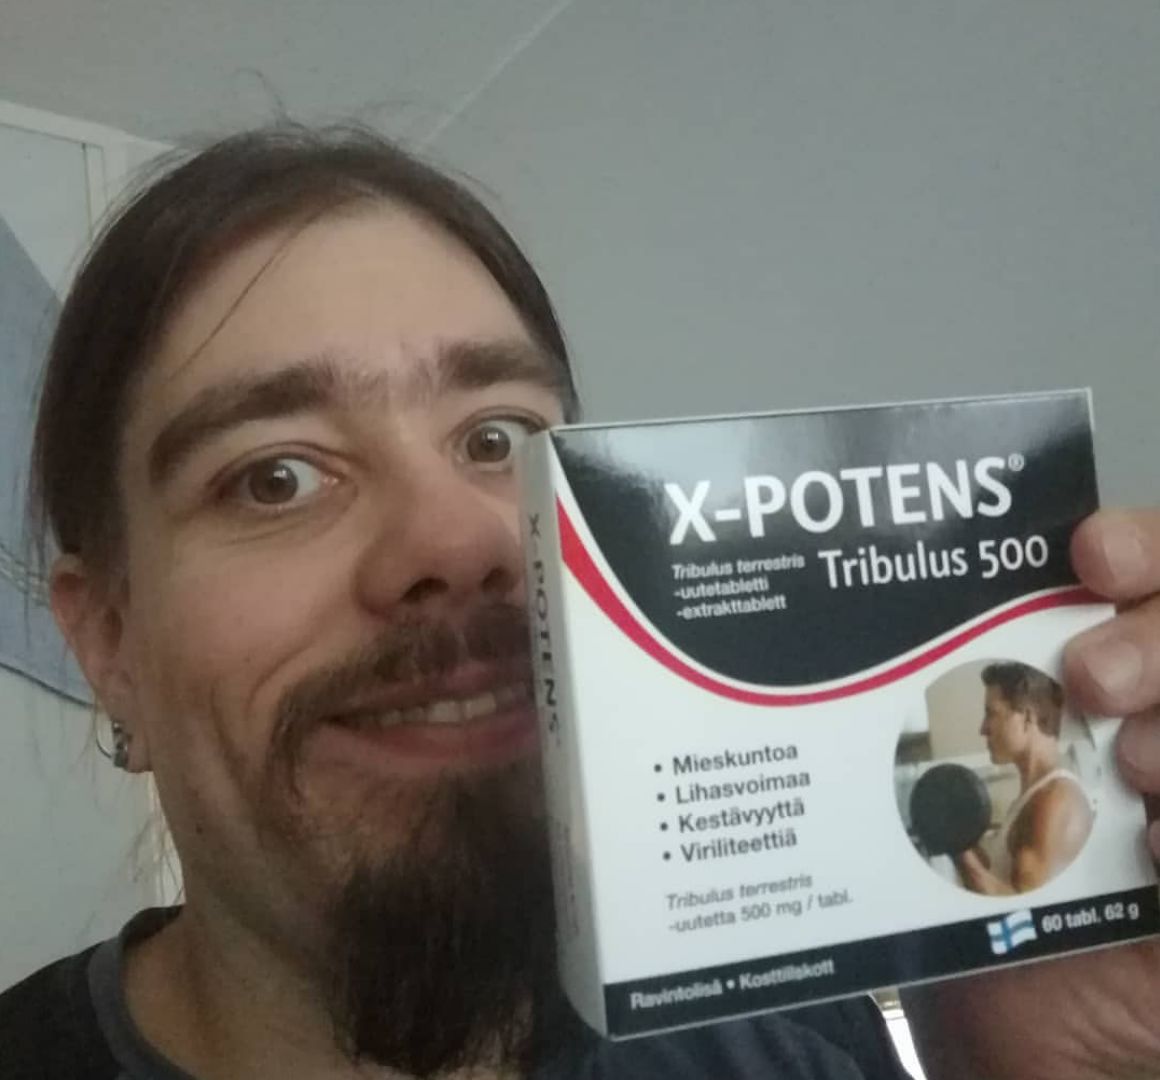 X-POTENS®
Tribulus terrestris
-uutetabletti
-extrakttablett
Tribulus 500
X-POTENS
• Mieskuntoa
• Lihasvoimaa
• Kestävyyttä
• Viriliteettiä
Tribulus terrestris
-uutetta 500 mg / tabl.
60 tabl. 62 g
Ravintolisä • Kosttillskott